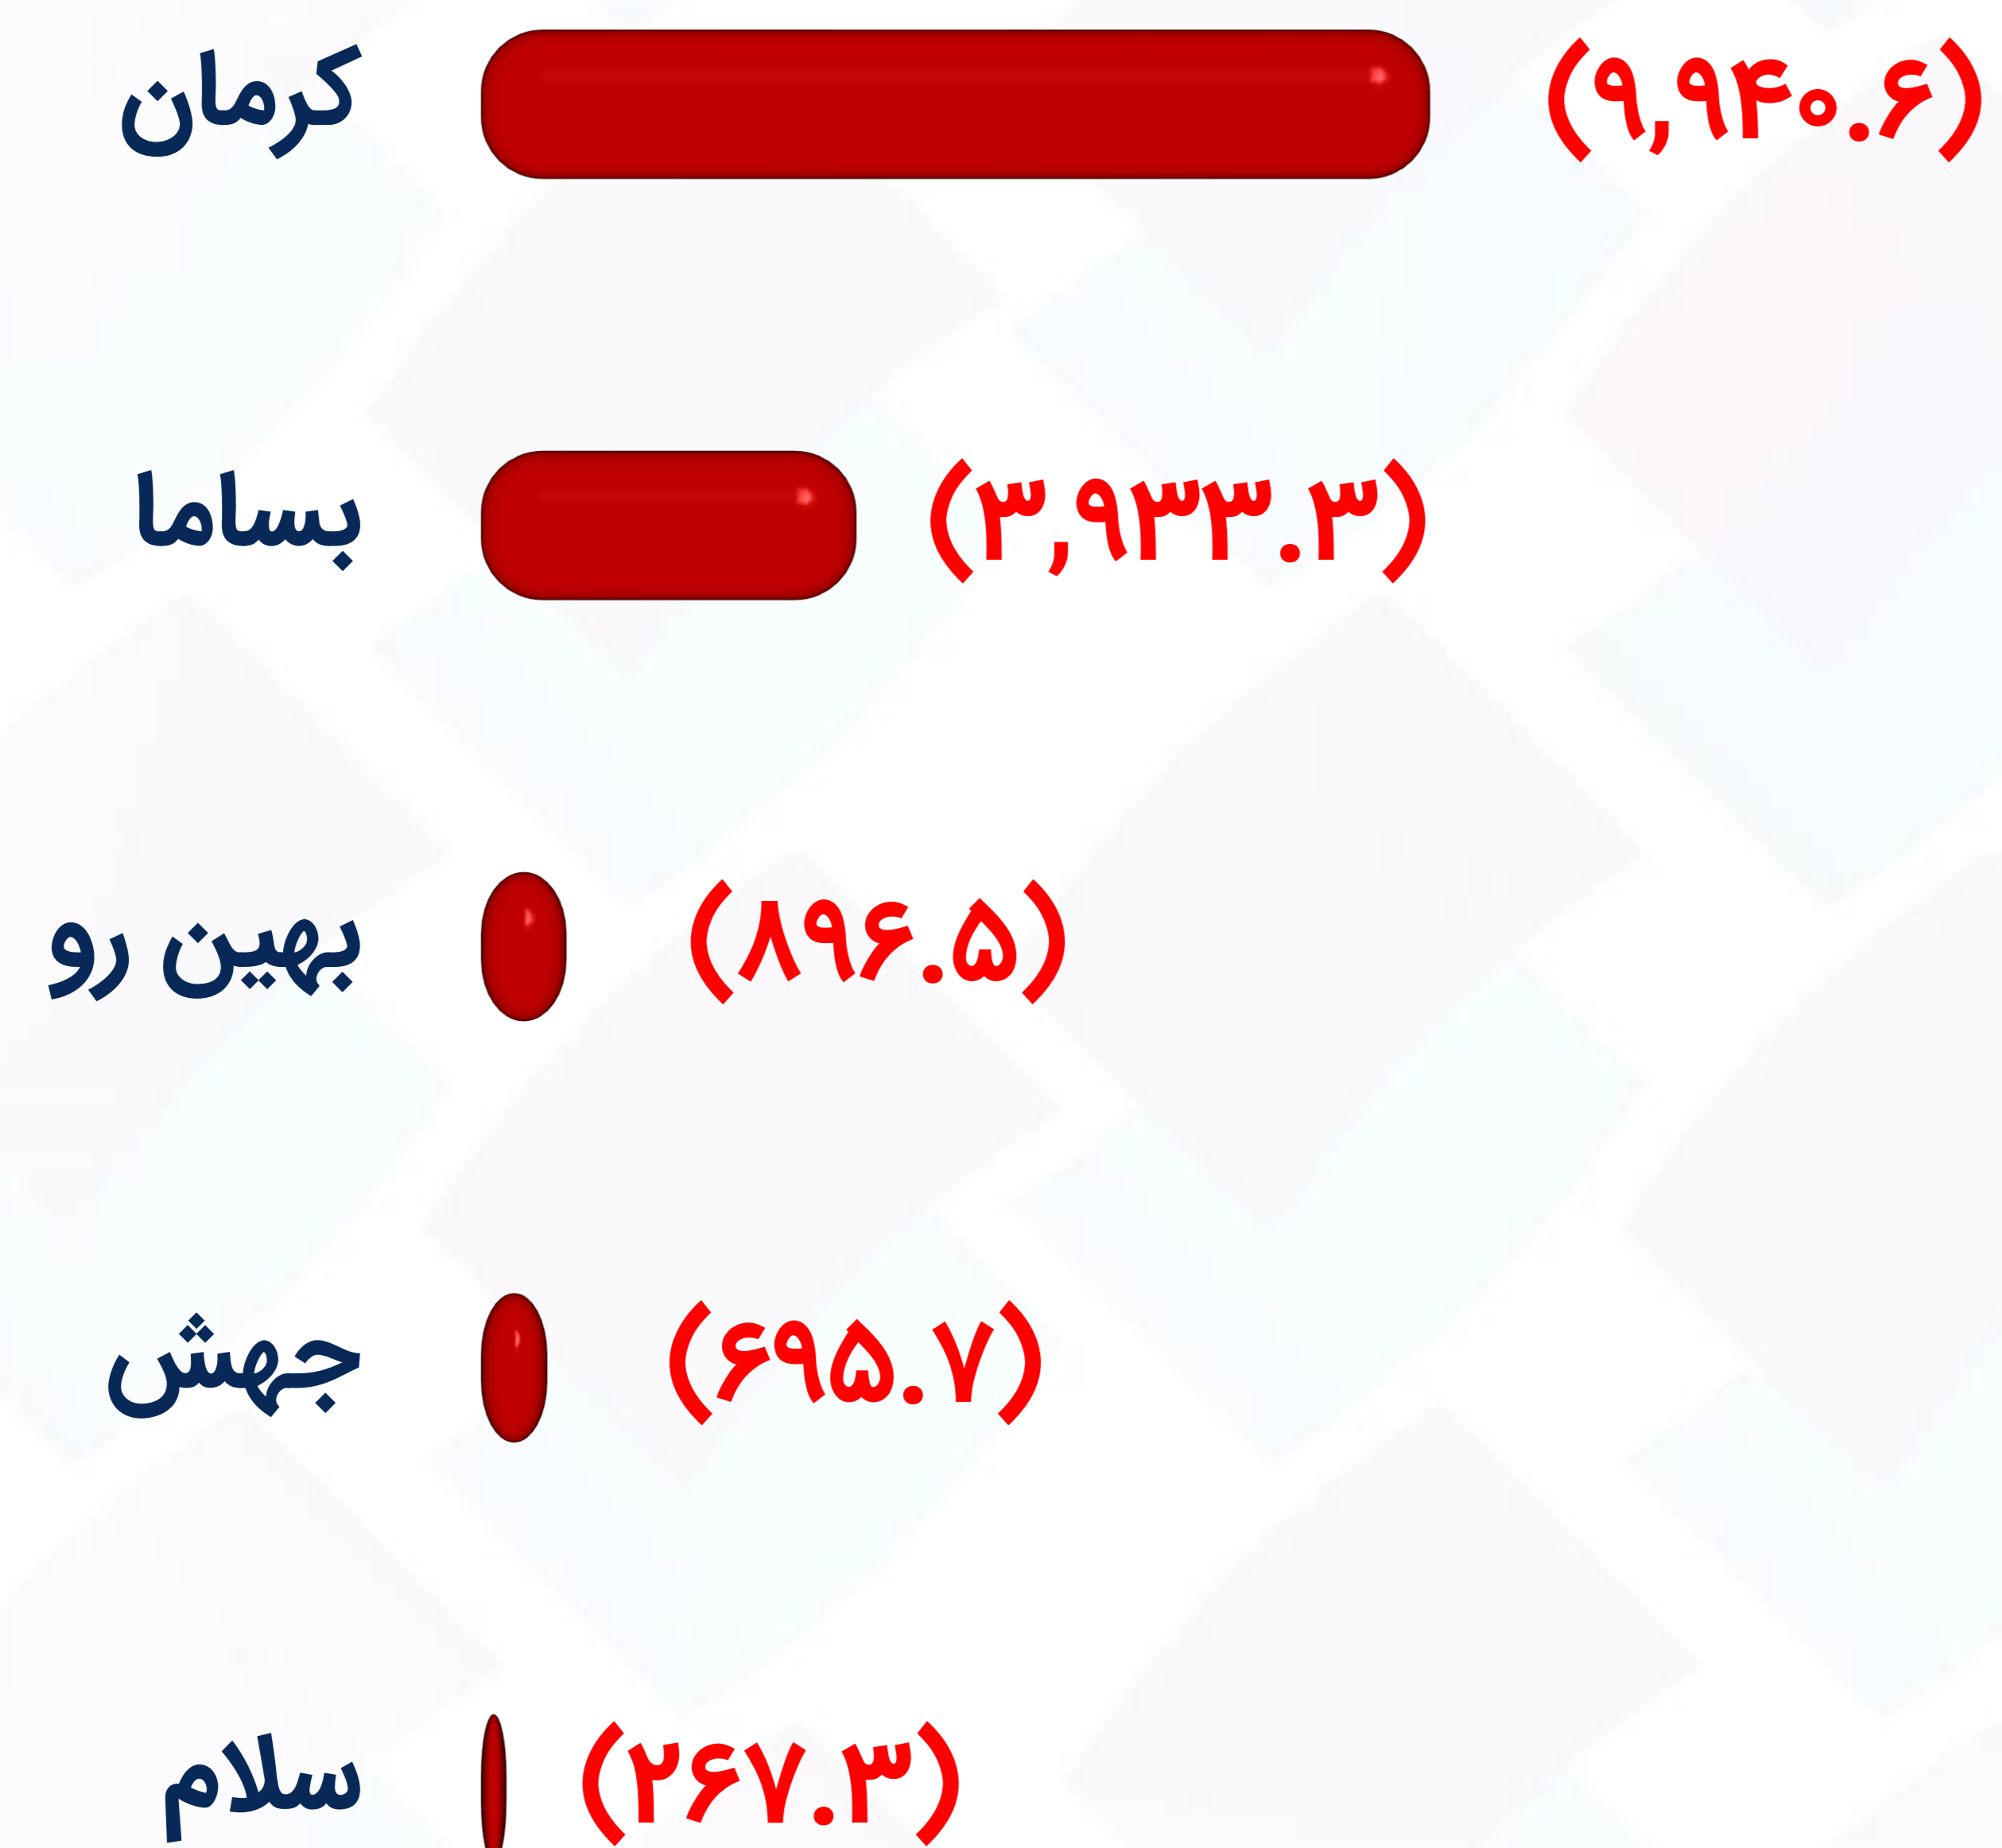 کرمان (۹,۹۴۰.۶)
بساما (۳,۹۳۳.۳)
بهین رو (۸۹۶.۵)
جهش (۶۹۵.۷)
سلام (۲۶۷.۳)